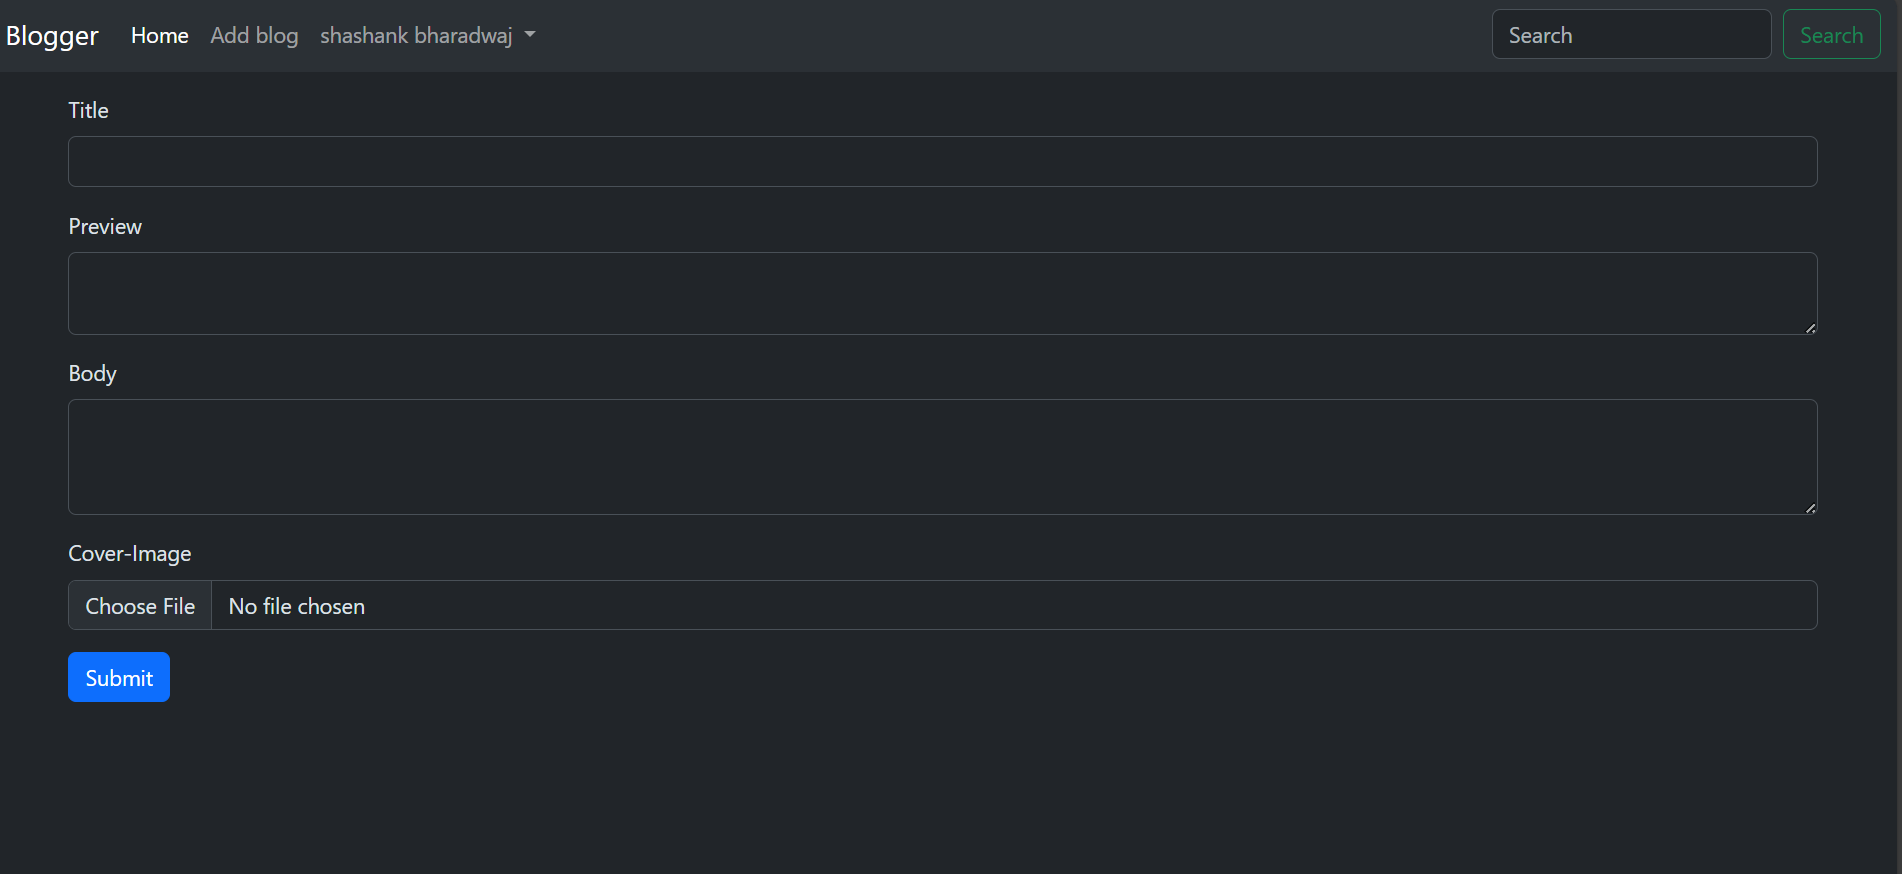 Blogger Home Add blog shashank bharadwaj Search Search
Title
Preview
Body
Cover-Image
Choose File No file chosen
Submit